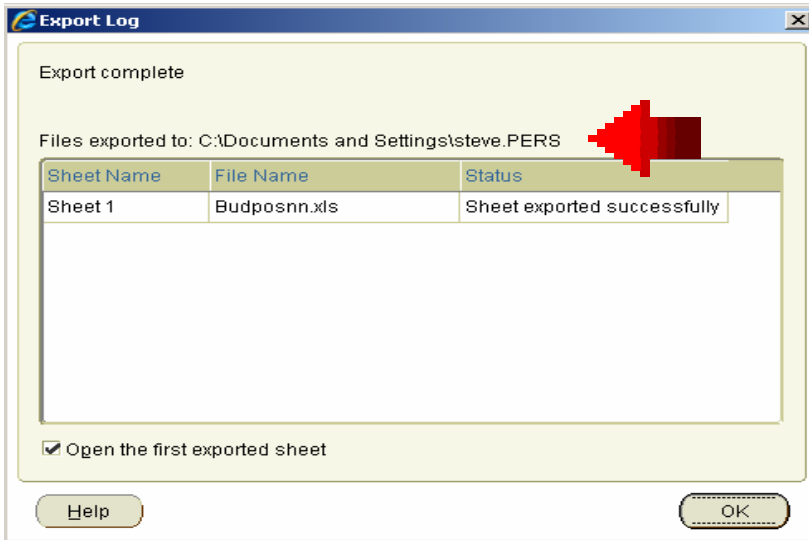 Export Log
Export complete
Files exported to: C:\Documents and Settings\steve.PERS
Sheet Name File Name Status
Sheet 1 Budposnn.xls Sheet exported successfully
Open the first exported sheet
Help OK